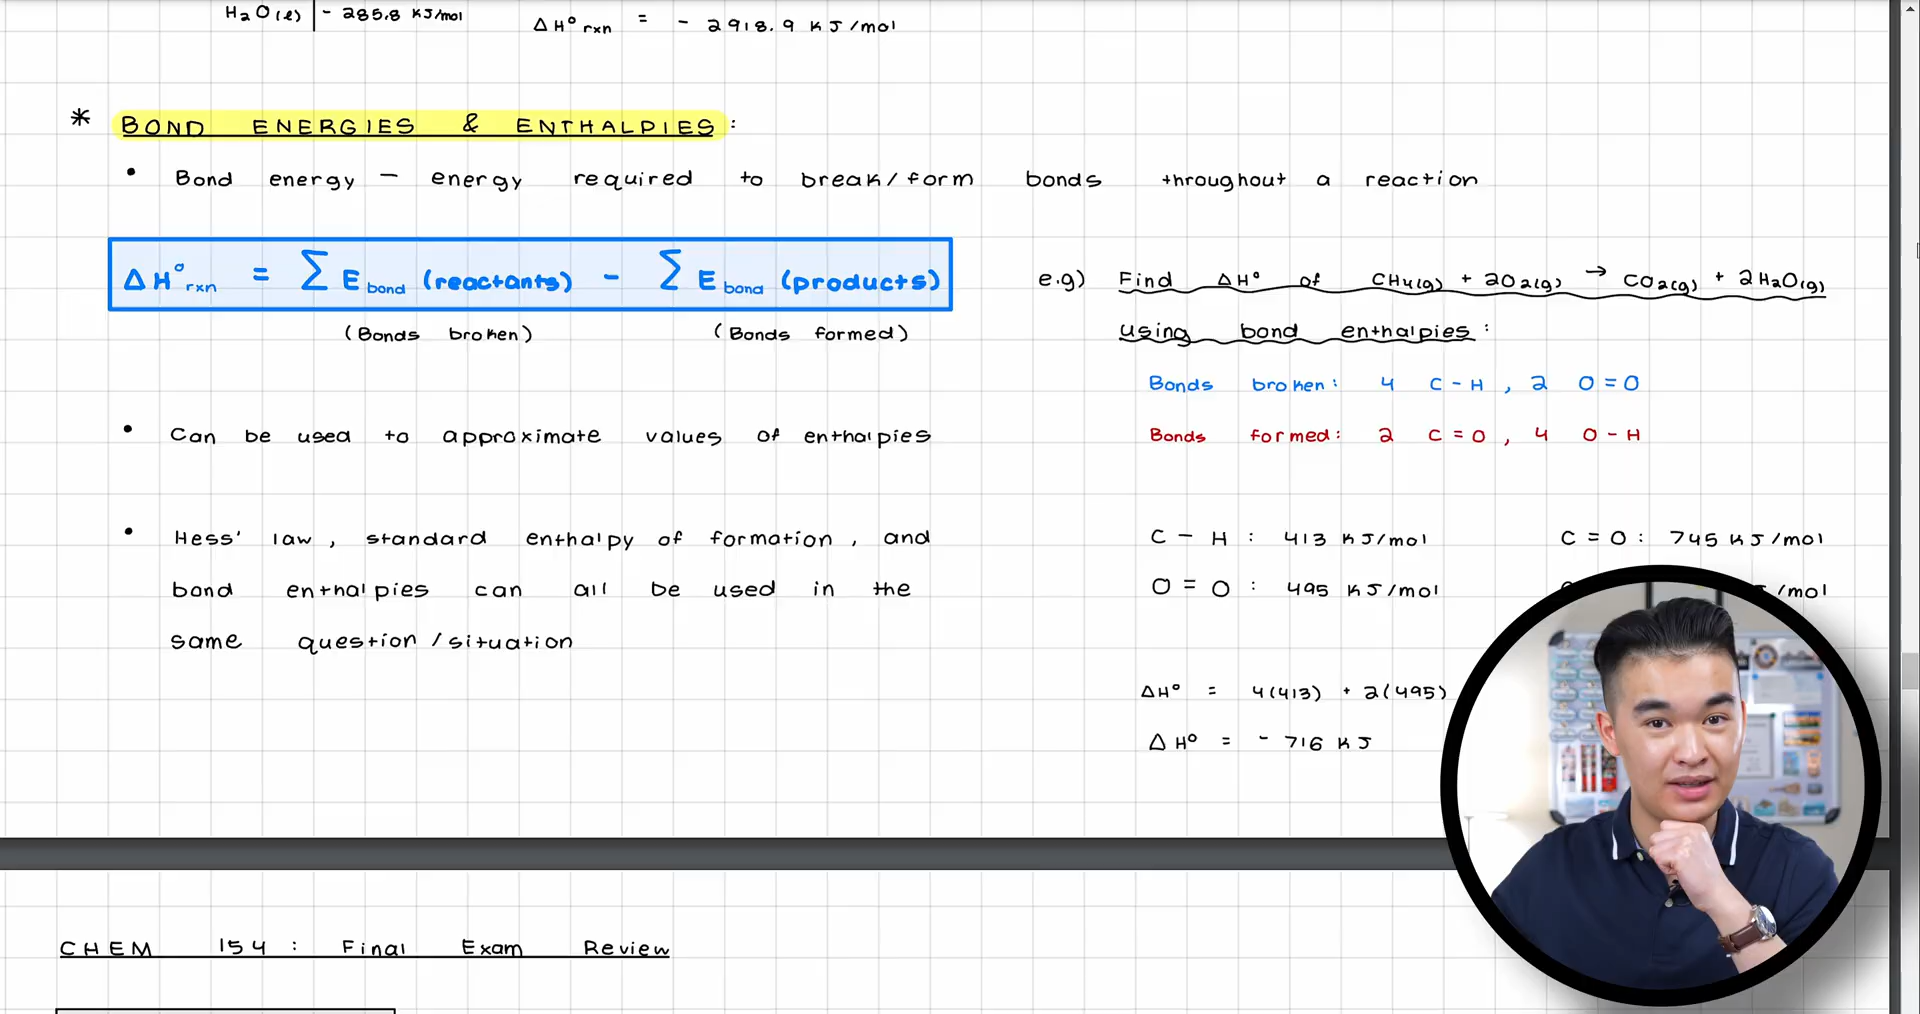 H₂O(l) | - 285.8 KJ/mol
ΔH°rxn = - 2918.9 KJ/mol
* BOND ENERGIES & ENTHALPIES :
• Bond energy — energy required to break/form bonds throughout a reaction
ΔH°rxn = Σ E bond (reactants) - Σ E bond (products)
(Bonds broken) (Bonds formed)
• Can be used to approximate values of enthalpies
• Hess' law, standard enthalpy of formation, and
bond enthalpies can all be used in the
same question/situation
e.g) Find ΔH° of CH₄(g) + 2O₂(g) → CO₂(g) + 2H₂O(g)
using bond enthalpies :
Bonds broken: 4 C-H, 2 O=O
Bonds formed: 2 C=O, 4 O-H
C - H : 413 KJ/mol C = O : 745 KJ/mol
O = O : 495 KJ/mol /mol
ΔH° = 4(413) + 2(495)
ΔH° = - 716 KJ
CHEM 154 : Final Exam Review